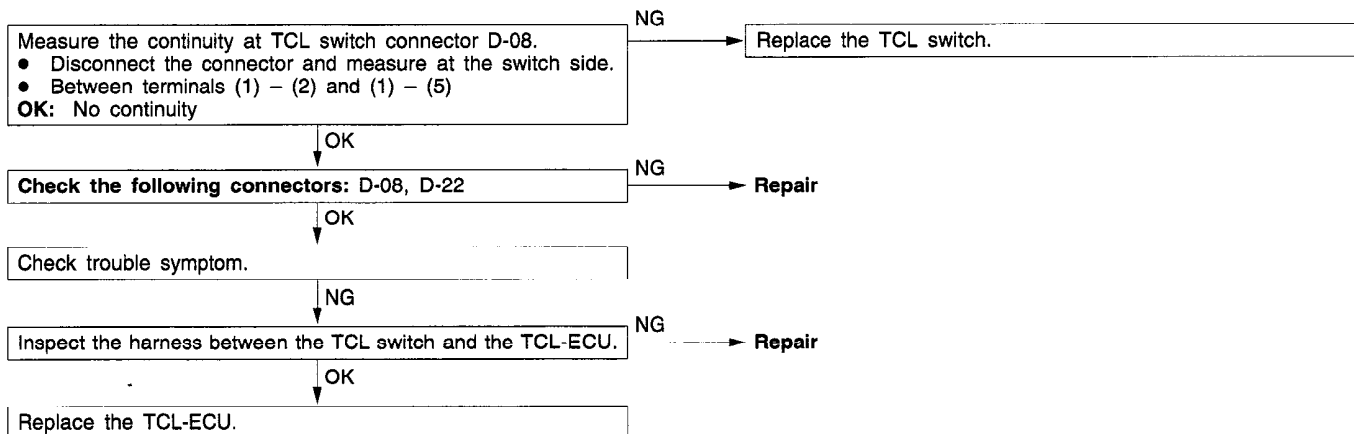 NG
Measure the continuity at TCL switch connector D-08.
Replace the TCL switch.
● Disconnect the connector and measure at the switch side.
● Between terminals (1) – (2) and (1) – (5)
OK: No continuity
OK
NG
Check the following connectors: D-08, D-22
Repair
OK
Check trouble symptom.
NG
NG
Inspect the harness between the TCL switch and the TCL-ECU.
Repair
OK
Replace the TCL-ECU.